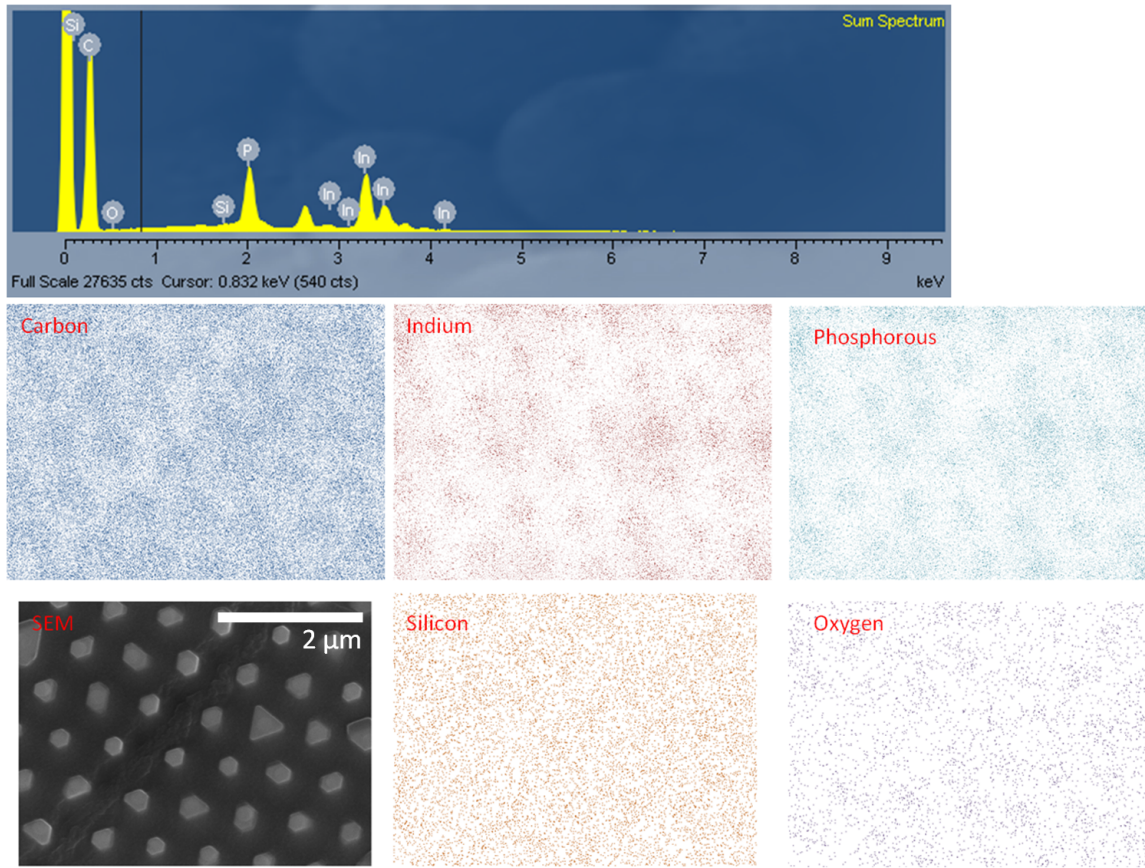 Sum Spectrum
Si
C
O
Si
P
In
In
In
In
In
0 1 2 3 4 5 6 7 8 9
Full Scale 27635 cts Cursor: 0.832 keV (540 cts) keV
Carbon
Indium
Phosphorous
SEM
2 μm
Silicon
Oxygen